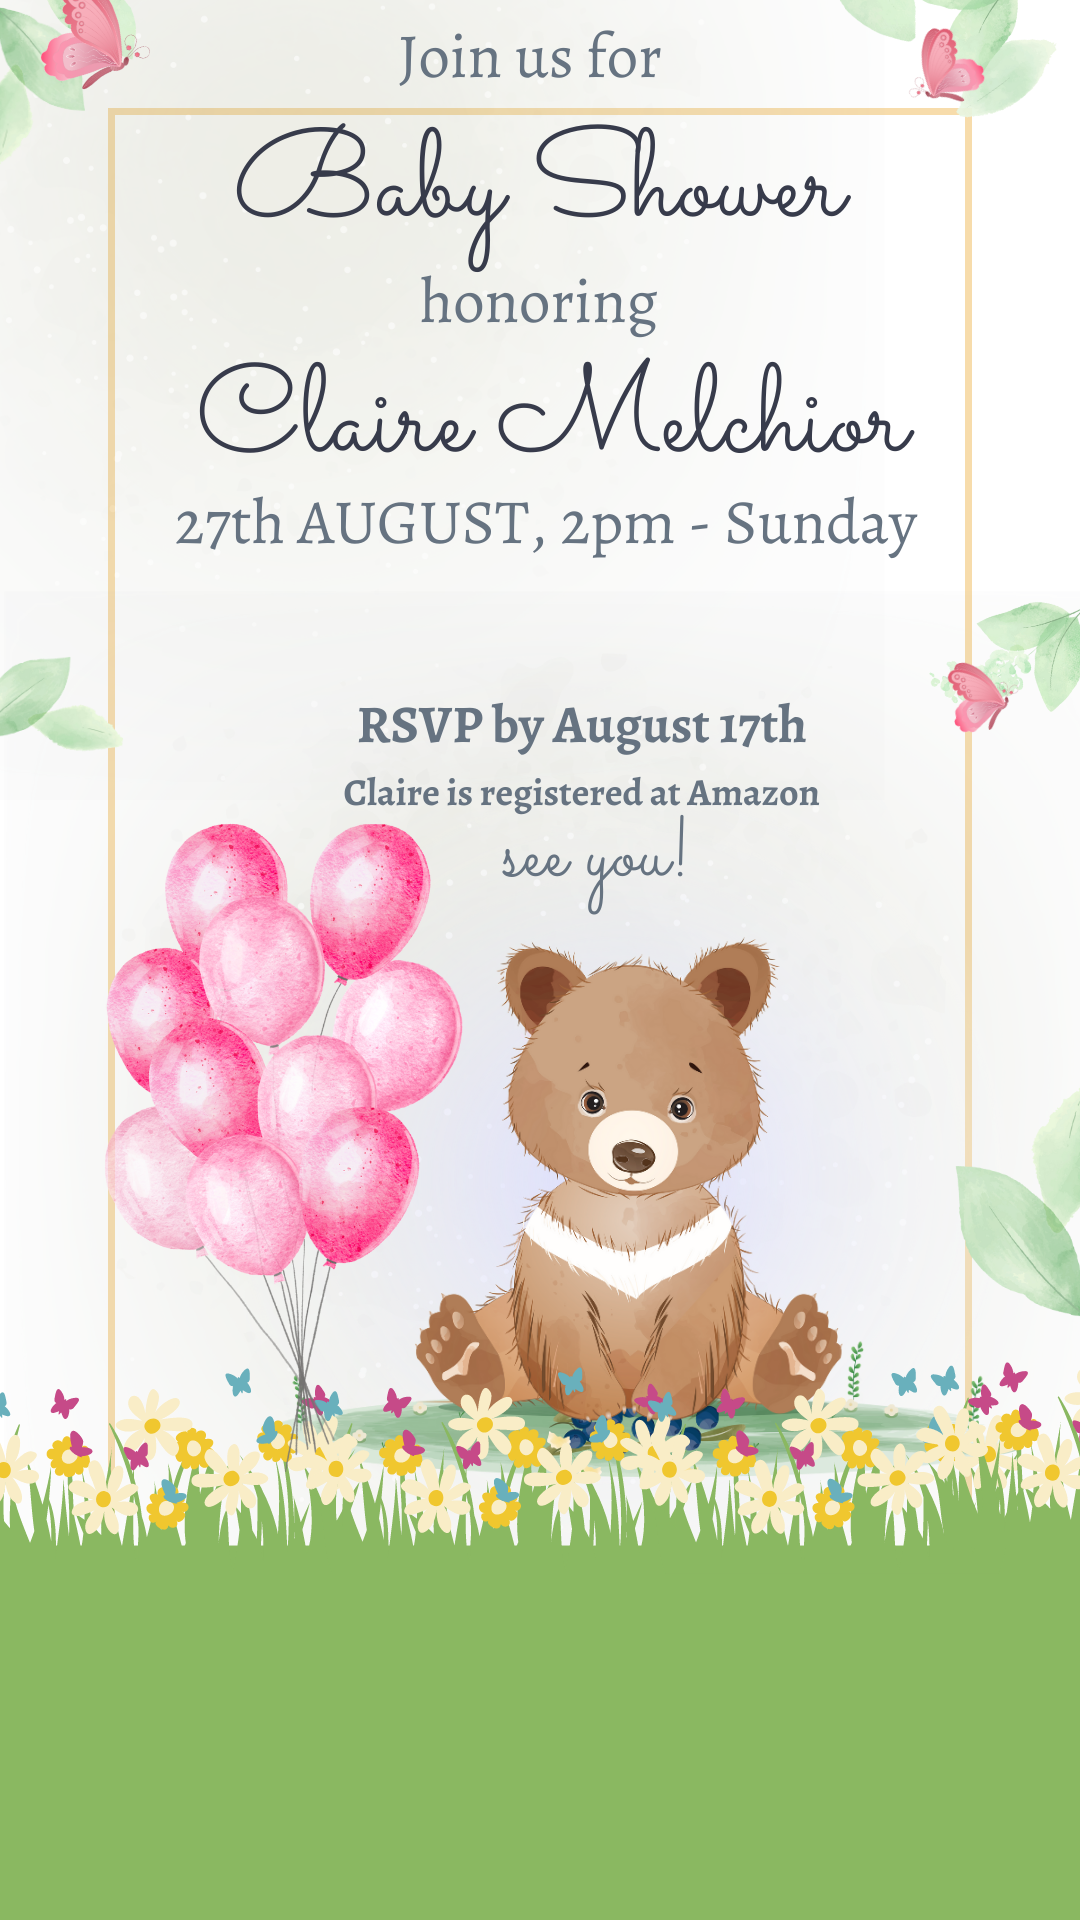 Join us for
Baby Shower
honoring
Claire Melchior
27th AUGUST, 2pm - Sunday
RSVP by August 17th
Claire is registered at Amazon
see you!